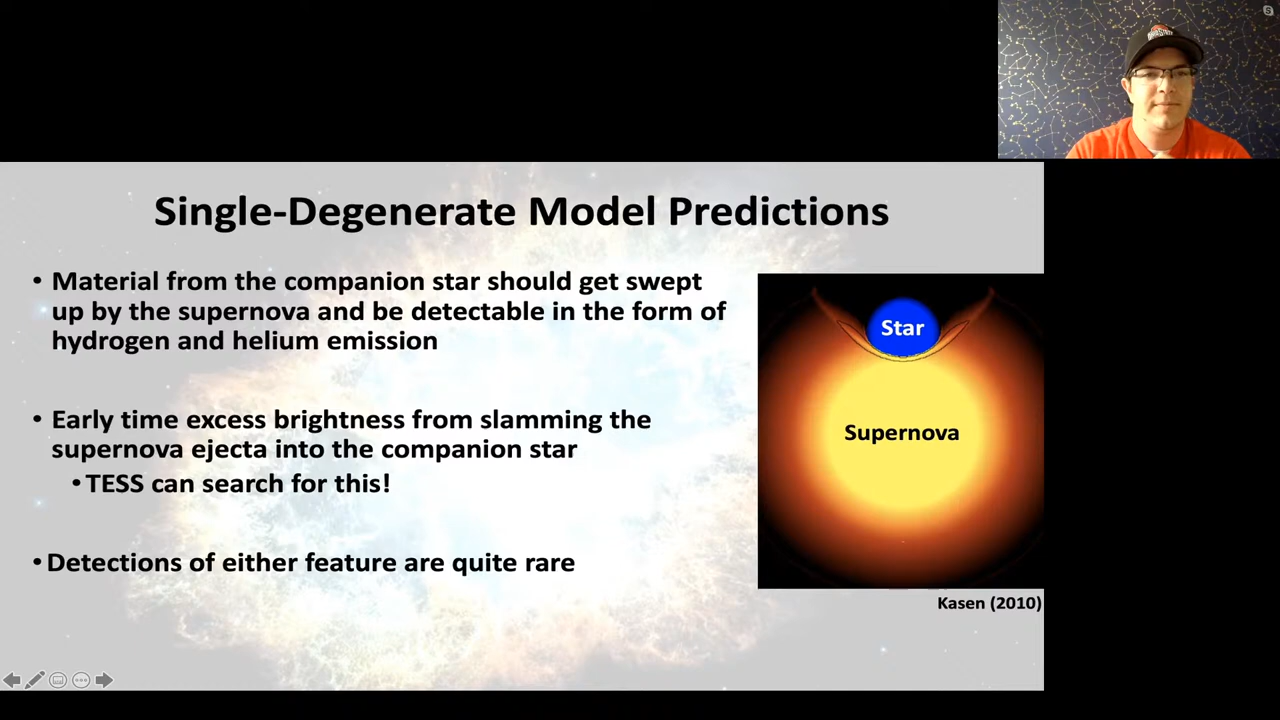 Single-Degenerate Model Predictions
• Material from the companion star should get swept
up by the supernova and be detectable in the form of
hydrogen and helium emission
• Early time excess brightness from slamming the
supernova ejecta into the companion star
• TESS can search for this!
• Detections of either feature are quite rare
Star
Supernova
Kasen (2010)